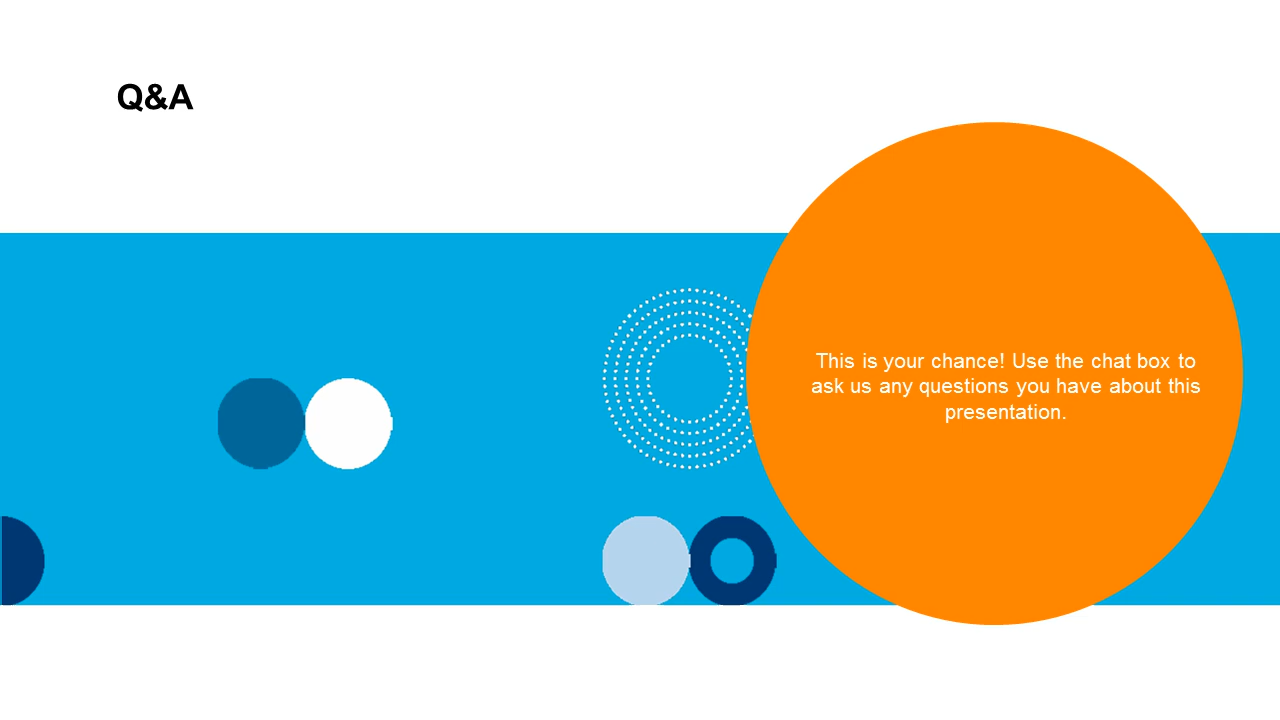 Q&A
This is your chance! Use the chat box to
ask us any questions you have about this
presentation.